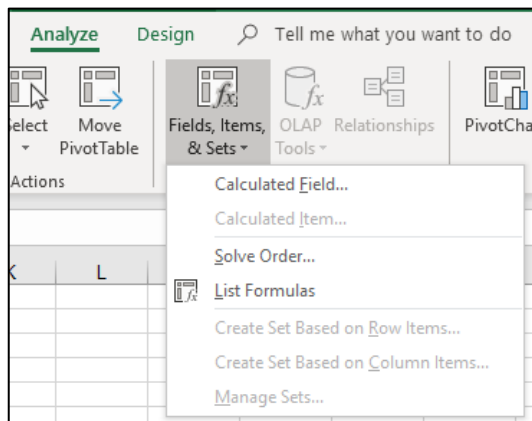 Analyze Design Tell me what you want to do
Select Move Fields, Items, OLAP Relationships PivotCha
PivotTable & Sets Tools
Actions
Calculated Field...
Calculated Item...
Solve Order...
List Formulas
Create Set Based on Row Items...
Create Set Based on Column Items...
Manage Sets...
K L